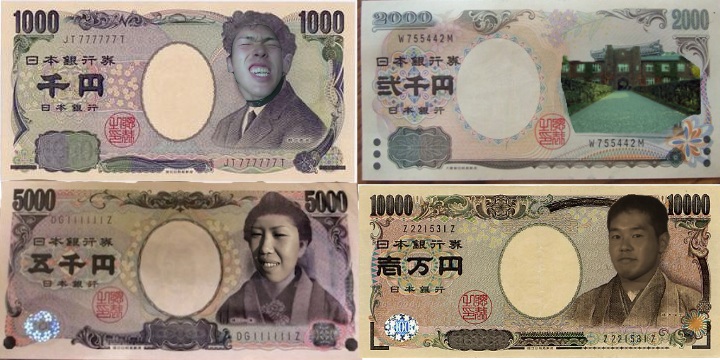 1000
1000
JT777777T
日本銀行券
千円
日本銀行
JT777777T
2000
2000
W755442M
日本銀行券
弐千円
日本銀行
W755442M
5000
5000
DG111111Z
日本銀行券
五千円
日本銀行
DG111111Z
10000
10000
Z221531Z
日本銀行券
壱万円
日本銀行
Z221531Z